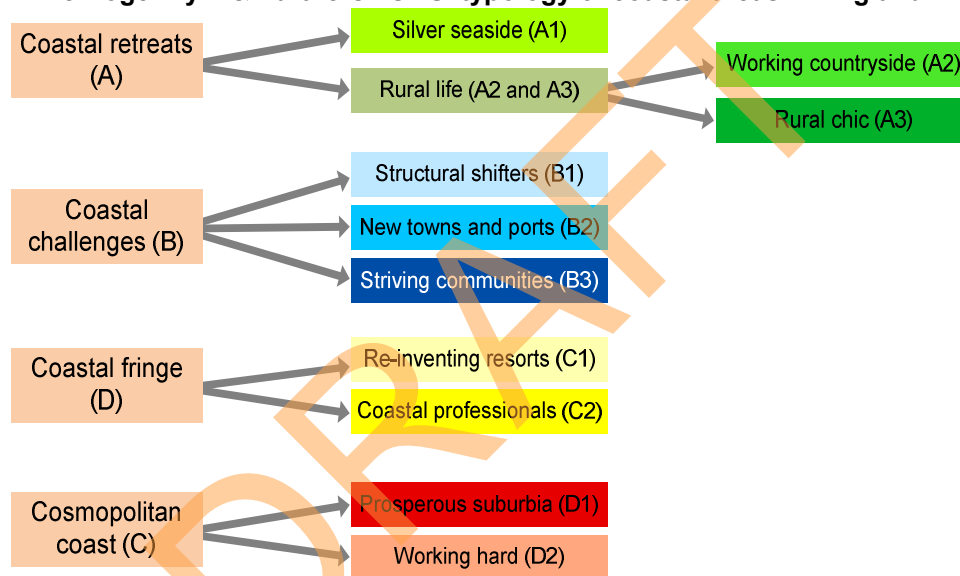 Coastal retreats
(A)
Silver seaside (A1)
Rural life (A2 and A3)
Working countryside (A2)
Rural chic (A3)
Coastal
challenges (B)
Structural shifters (B1)
New towns and ports (B2)
Striving communities (B3)
Coastal fringe
(D)
Re-inventing resorts (C1)
Coastal professionals (C2)
Cosmopolitan
coast (C)
Prosperous suburbia (D1)
Working hard (D2)
DRAFT